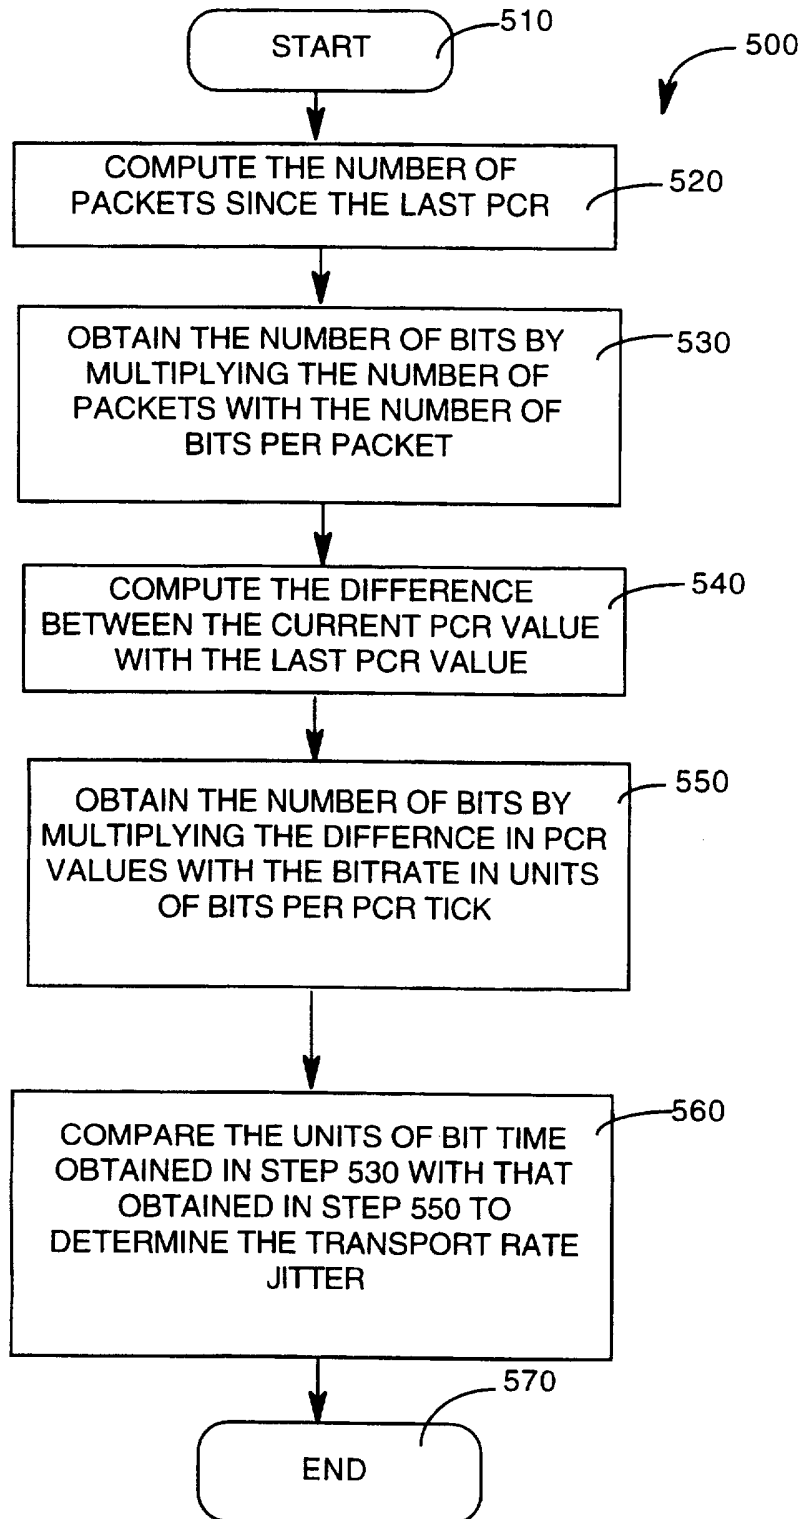 START
510
500
COMPUTE THE NUMBER OF
PACKETS SINCE THE LAST PCR
520
OBTAIN THE NUMBER OF BITS BY
MULTIPLYING THE NUMBER OF
PACKETS WITH THE NUMBER OF
BITS PER PACKET
530
COMPUTE THE DIFFERENCE
BETWEEN THE CURRENT PCR VALUE
WITH THE LAST PCR VALUE
540
OBTAIN THE NUMBER OF BITS BY
MULTIPLYING THE DIFFERNCE IN PCR
VALUES WITH THE BITRATE IN UNITS
OF BITS PER PCR TICK
550
COMPARE THE UNITS OF BIT TIME
OBTAINED IN STEP 530 WITH THAT
OBTAINED IN STEP 550 TO
DETERMINE THE TRANSPORT RATE
JITTER
560
END
570